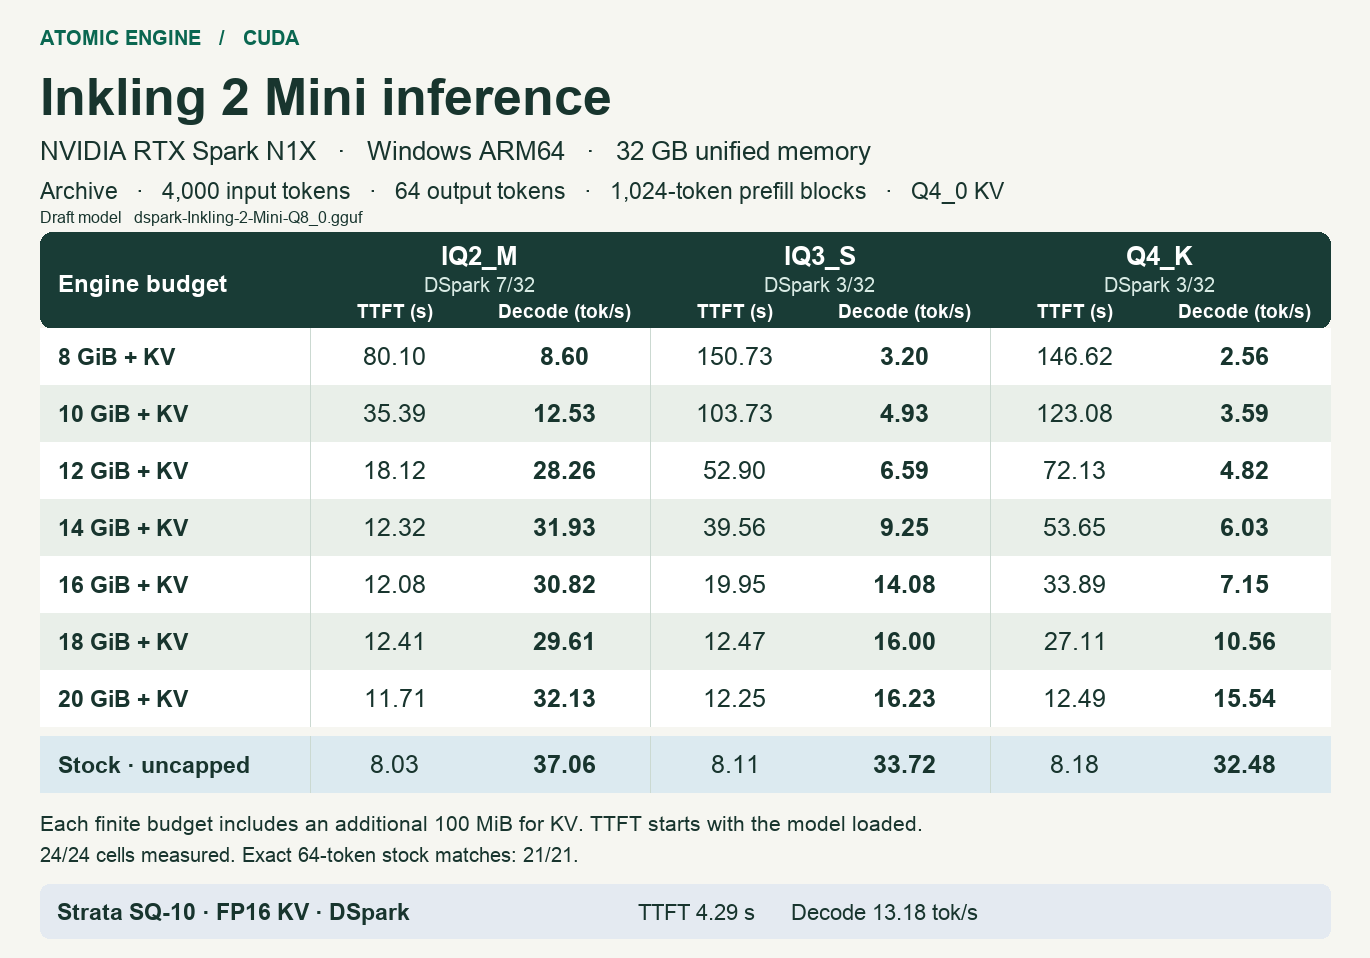 ATOMIC ENGINE / CUDA
Inkling 2 Mini inference
NVIDIA RTX Spark N1X · Windows ARM64 · 32 GB unified memory
Archive · 4,000 input tokens · 64 output tokens · 1,024-token prefill blocks · Q4_0 KV
Draft model dspark-Inkling-2-Mini-Q8_0.gguf
IQ2_M IQ3_S Q4_K
Engine budget DSpark 7/32 DSpark 3/32 DSpark 3/32
TTFT (s) Decode (tok/s) TTFT (s) Decode (tok/s) TTFT (s) Decode (tok/s)
8 GiB + KV 80.10 8.60 150.73 3.20 146.62 2.56
10 GiB + KV 35.39 12.53 103.73 4.93 123.08 3.59
12 GiB + KV 18.12 28.26 52.90 6.59 72.13 4.82
14 GiB + KV 12.32 31.93 39.56 9.25 53.65 6.03
16 GiB + KV 12.08 30.82 19.95 14.08 33.89 7.15
18 GiB + KV 12.41 29.61 12.47 16.00 27.11 10.56
20 GiB + KV 11.71 32.13 12.25 16.23 12.49 15.54
Stock · uncapped 8.03 37.06 8.11 33.72 8.18 32.48
Each finite budget includes an additional 100 MiB for KV. TTFT starts with the model loaded.
24/24 cells measured. Exact 64-token stock matches: 21/21.
Strata SQ-10 · FP16 KV · DSpark TTFT 4.29 s Decode 13.18 tok/s